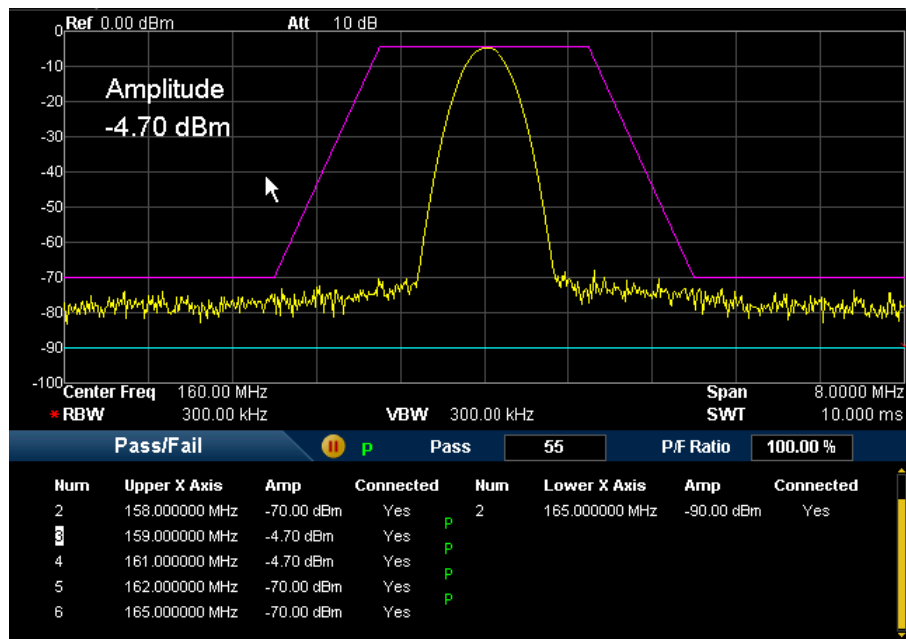 Ref 0.00 dBm Att 10 dB
0
-10
Amplitude
-20
-4.70 dBm
-30
-40
-50
-60
-70
-80
-90
-100
Center Freq 160.00 MHz Span 8.0000 MHz
* RBW 300.00 kHz VBW 300.00 kHz SWT 10.000 ms
Pass/Fail p Pass 55 P/F Ratio 100.00 %
Num Upper X Axis Amp Connected Num Lower X Axis Amp Connected
2 158.000000 MHz -70.00 dBm Yes P 2 165.000000 MHz -90.00 dBm Yes
3 159.000000 MHz -4.70 dBm Yes P
4 161.000000 MHz -4.70 dBm Yes P
5 162.000000 MHz -70.00 dBm Yes P
6 165.000000 MHz -70.00 dBm Yes